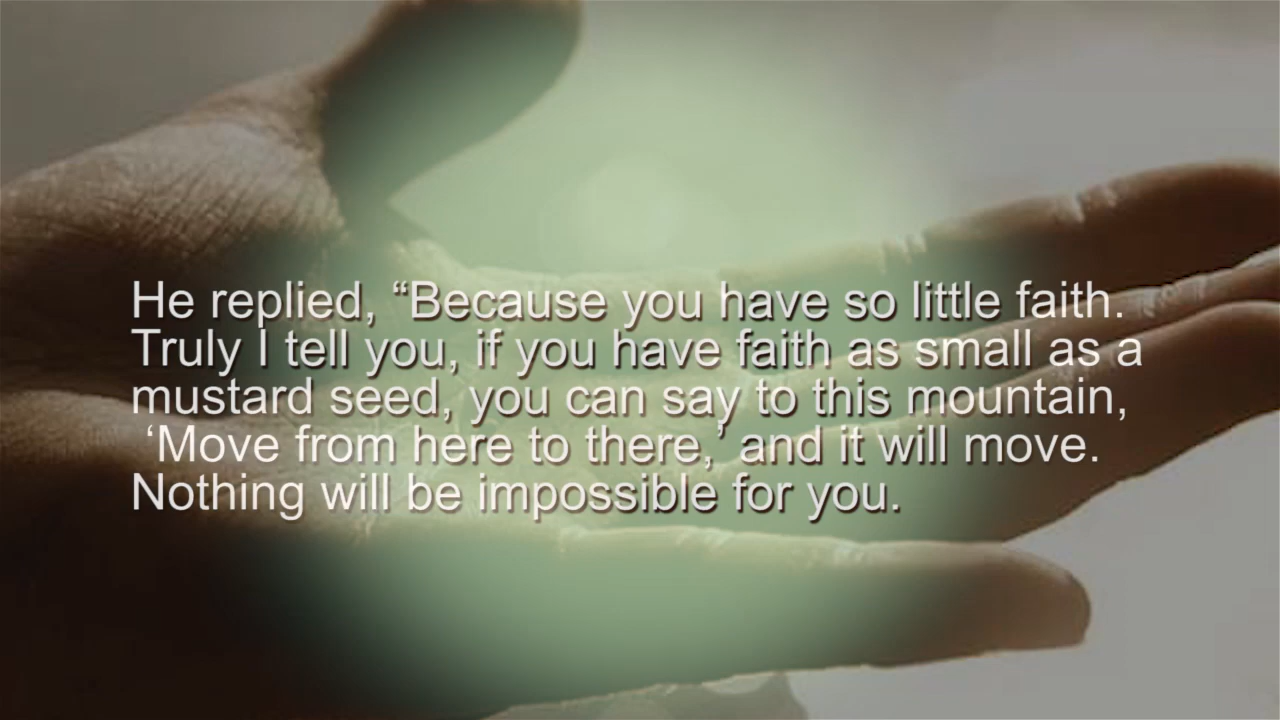 He replied, “Because you have so little faith.
Truly I tell you, if you have faith as small as a
mustard seed, you can say to this mountain,
‘Move from here to there,’ and it will move.
Nothing will be impossible for you.